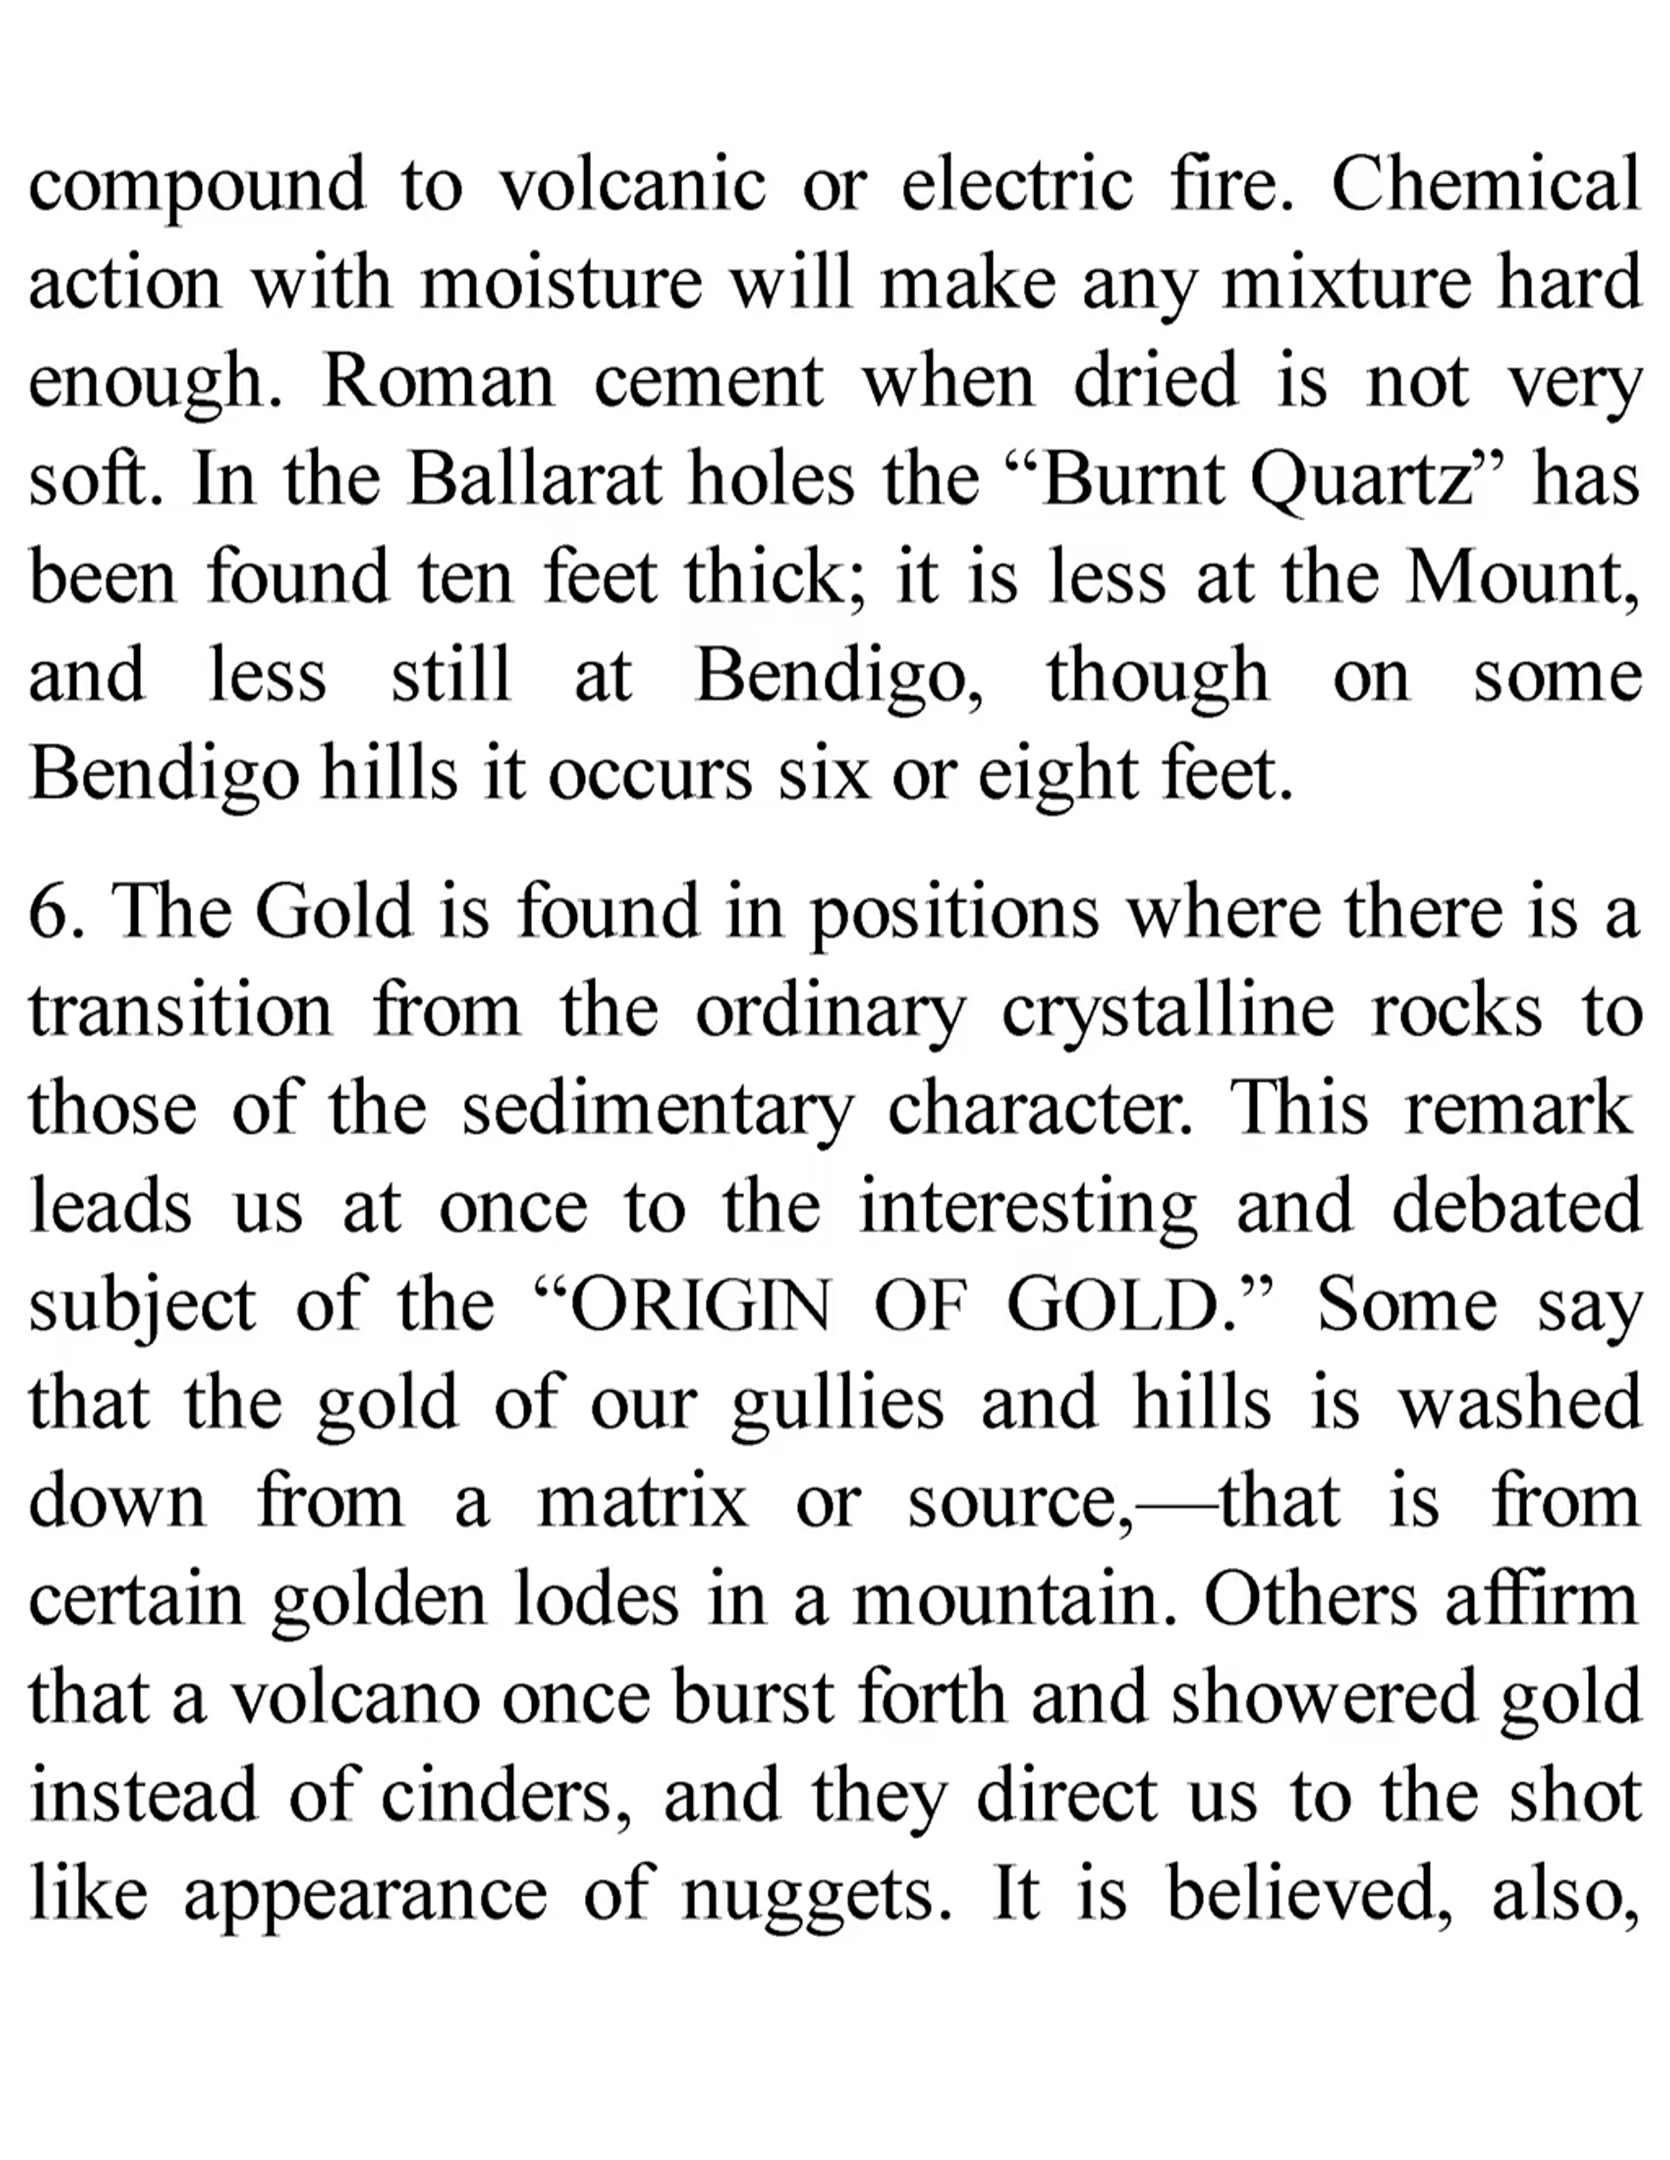 compound to volcanic or electric fire. Chemical
action with moisture will make any mixture hard
enough. Roman cement when dried is not very
soft. In the Ballarat holes the “Burnt Quartz” has
been found ten feet thick; it is less at the Mount,
and less still at Bendigo, though on some
Bendigo hills it occurs six or eight feet.
6. The Gold is found in positions where there is a
transition from the ordinary crystalline rocks to
those of the sedimentary character. This remark
leads us at once to the interesting and debated
subject of the “ORIGIN OF GOLD.” Some say
that the gold of our gullies and hills is washed
down from a matrix or source,—that is from
certain golden lodes in a mountain. Others affirm
that a volcano once burst forth and showered gold
instead of cinders, and they direct us to the shot
like appearance of nuggets. It is believed, also,